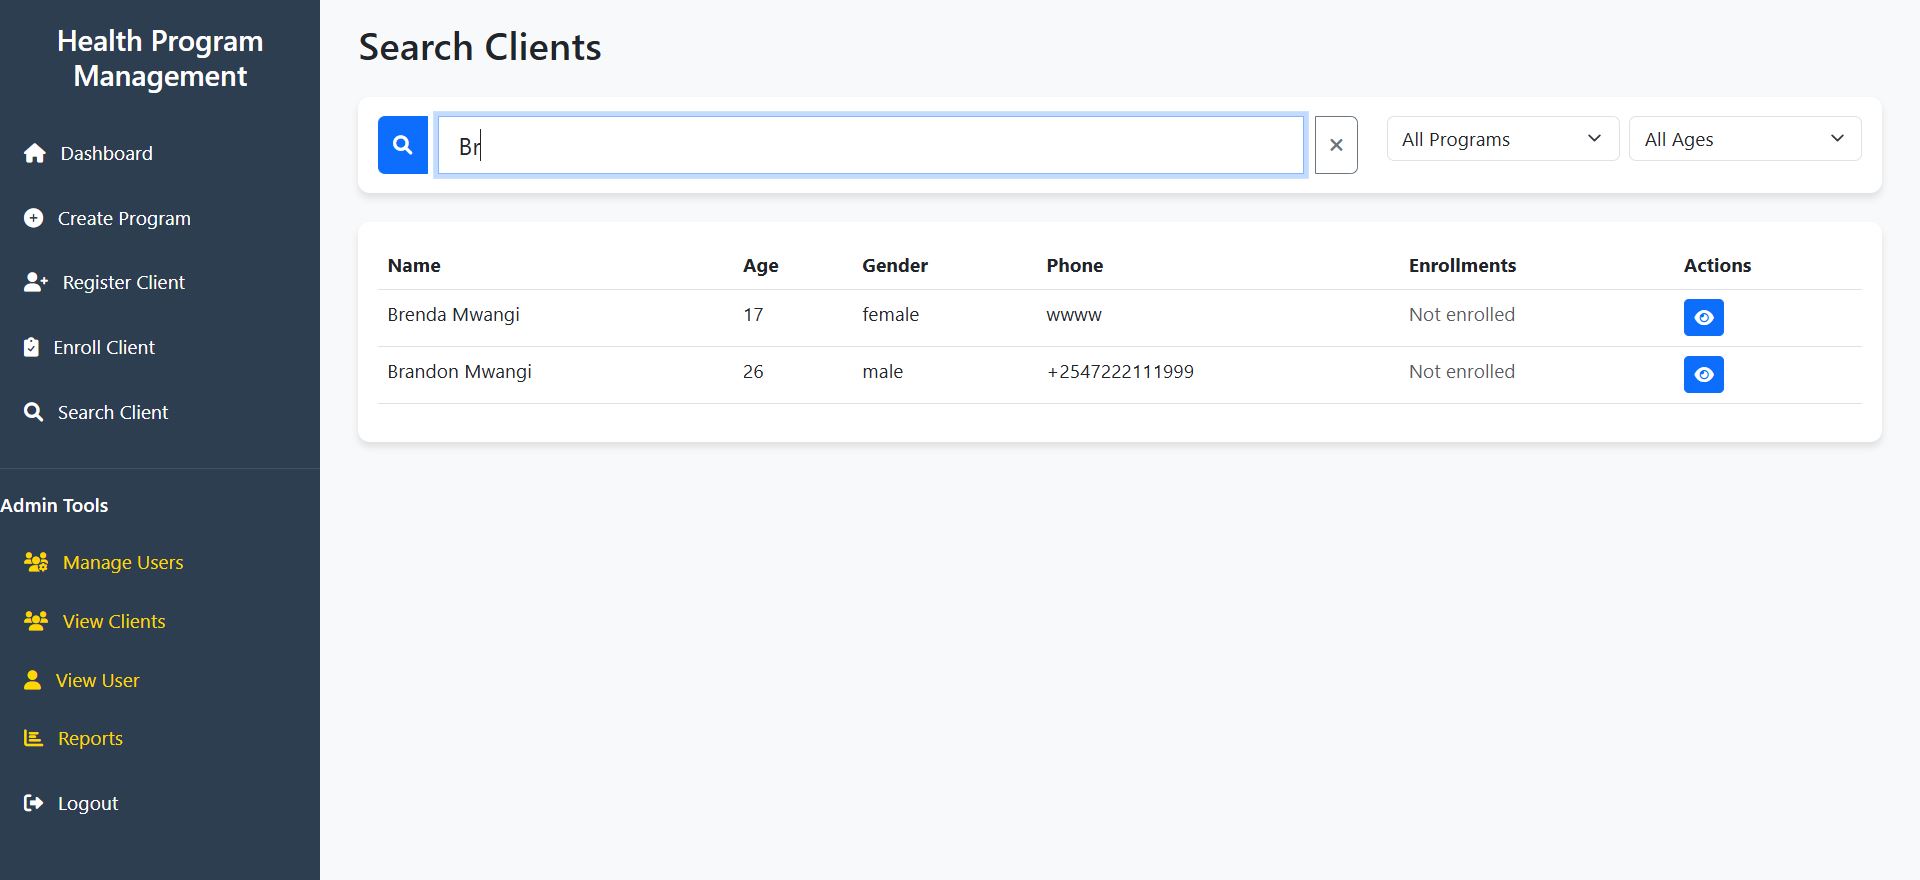 Health Program
Management
Dashboard
Create Program
Register Client
Enroll Client
Search Client
Admin Tools
Manage Users
View Clients
View User
Reports
Logout
Search Clients
Br
All Programs
All Ages
Name Age Gender Phone Enrollments Actions
Brenda Mwangi 17 female wwww Not enrolled
Brandon Mwangi 26 male +2547222111999 Not enrolled